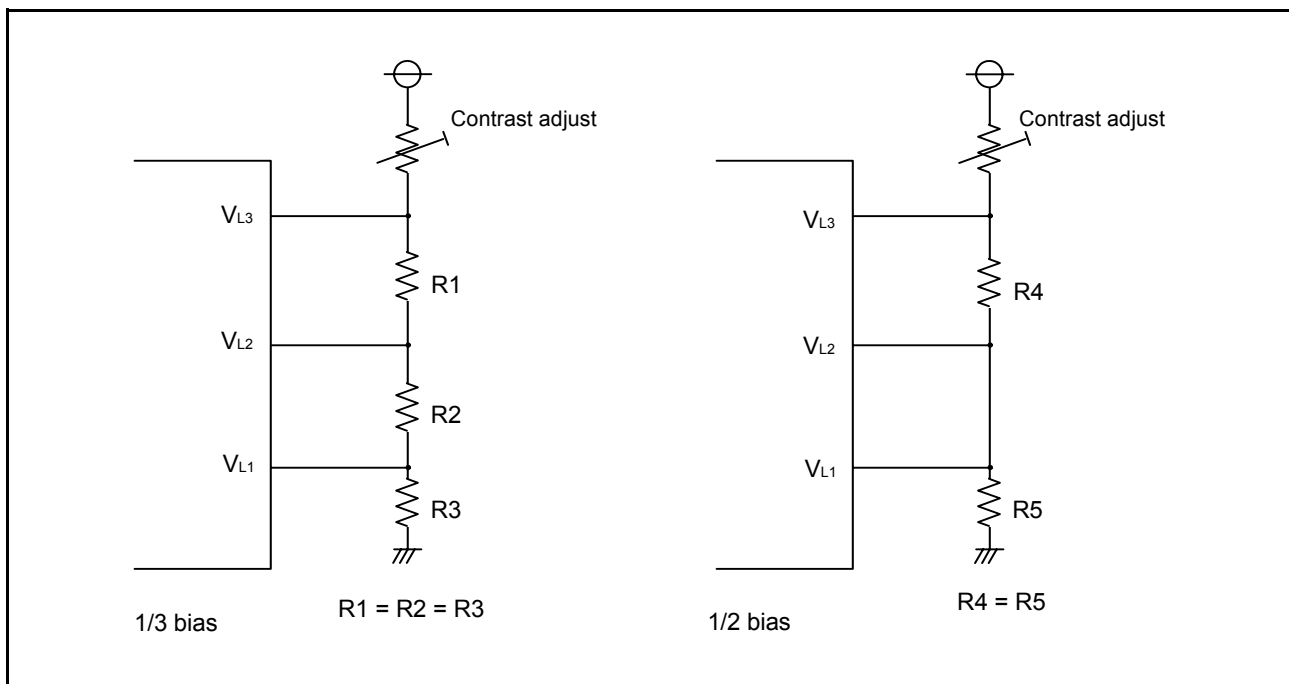 Contrast adjust
VL3
R1
VL2
R2
VL1
R3
R1 = R2 = R3
1/3 bias
Contrast adjust
VL3
R4
VL2
VL1
R5
R4 = R5
1/2 bias